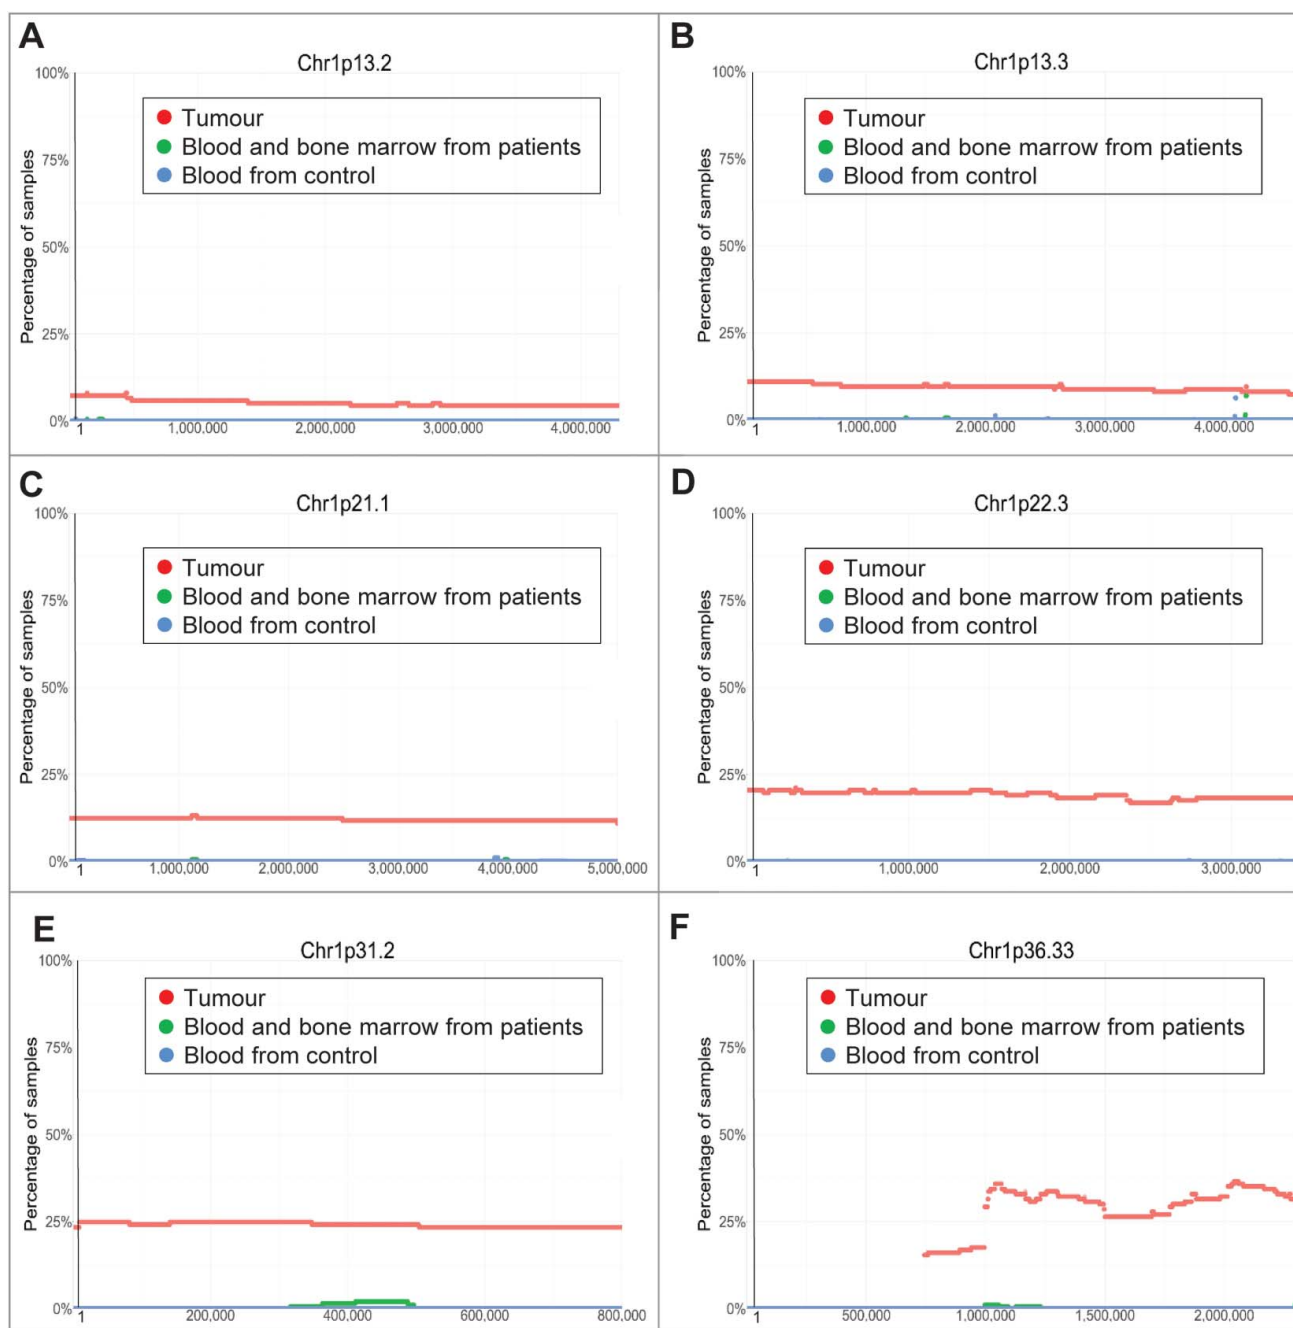 A
Chr1p13.2
100%
Tumour
Blood and bone marrow from patients
Blood from control
75%
50%
25%
0%
Percentage of samples
1 1,000,000 2,000,000 3,000,000 4,000,000
B
Chr1p13.3
100%
Tumour
Blood and bone marrow from patients
Blood from control
75%
50%
25%
0%
Percentage of samples
1 1,000,000 2,000,000 3,000,000 4,000,000
C
Chr1p21.1
100%
Tumour
Blood and bone marrow from patients
Blood from control
75%
50%
25%
0%
Percentage of samples
1 1,000,000 2,000,000 3,000,000 4,000,000 5,000,000
D
Chr1p22.3
100%
Tumour
Blood and bone marrow from patients
Blood from control
75%
50%
25%
0%
Percentage of samples
1 1,000,000 2,000,000 3,000,000
E
Chr1p31.2
100%
Tumour
Blood and bone marrow from patients
Blood from control
75%
50%
25%
0%
Percentage of samples
1 200,000 400,000 600,000 800,000
F
Chr1p36.33
100%
Tumour
Blood and bone marrow from patients
Blood from control
75%
50%
25%
0%
Percentage of samples
1 500,000 1,000,000 1,500,000 2,000,000